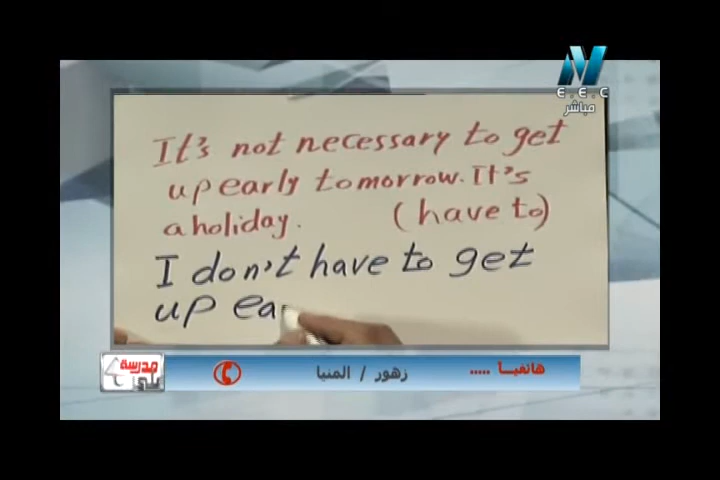 E.E.C
مباشر
It's not necessary to get
up early tomorrow. It's
a holiday. (have to)
I don't have to get
up ea
هاتفيـا .....
زهور / المنيا
مدرسة